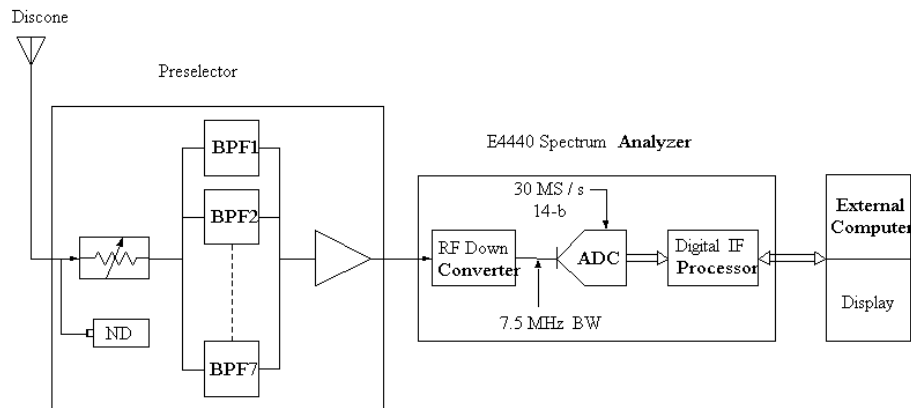 Discone
Preselector
BPF1
BPF2
BPF7
ND
E4440 Spectrum Analyzer
30 MS / s
14-b
RF Down
Converter
ADC
7.5 MHz BW
Digital IF
Processor
External
Computer
Display